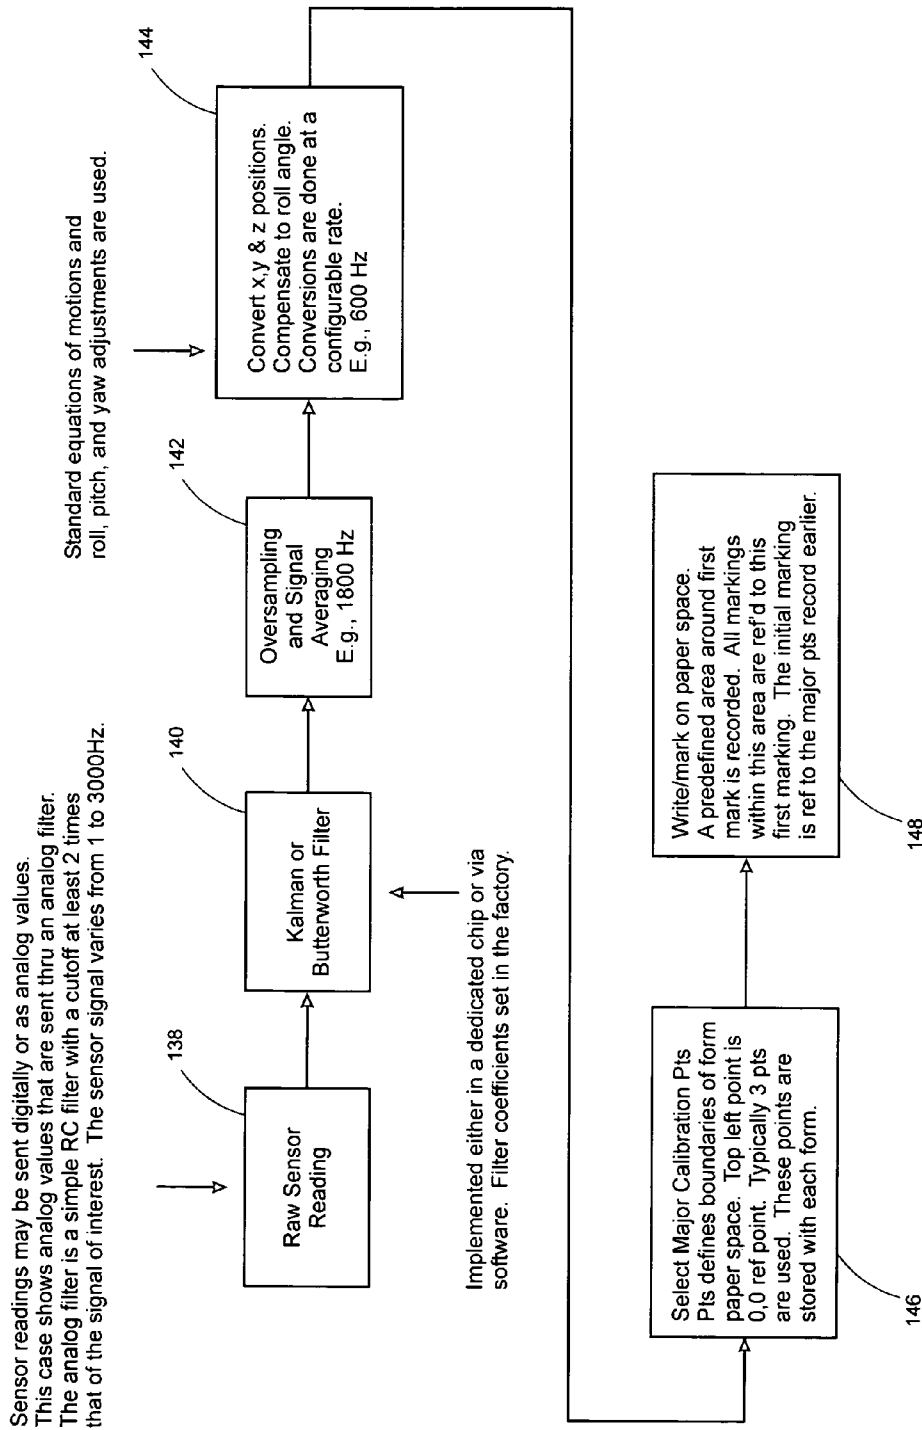 Sensor readings may be sent digitally or as analog values.
This case shows analog values that are sent thru an analog filter.
The analog filter is a simple RC filter with a cutoff at least 2 times
that of the signal of interest. The sensor signal varies from 1 to 3000Hz.
138
Raw Sensor
Reading
140
Kalman or
Butterworth Filter
Implemented either in a dedicated chip or via
software. Filter coefficients set in the factory.
142
Oversampling
and Signal
Averaging
E.g., 1800 Hz
Standard equations of motions and
roll, pitch, and yaw adjustments are used.
144
Convert x,y & z positions.
Compensate to roll angle.
Conversions are done at a
configurable rate.
E.g., 600 Hz
Select Major Calibration Pts
Pts defines boundaries of form
paper space. Top left point is
0,0 ref point. Typically 3 pts
are used. These points are
stored with each form.
146
Write/mark on paper space.
A predefined area around first
mark is recorded. All markings
within this area are ref'd to this
first marking. The initial marking
is ref to the major pts record earlier.
148